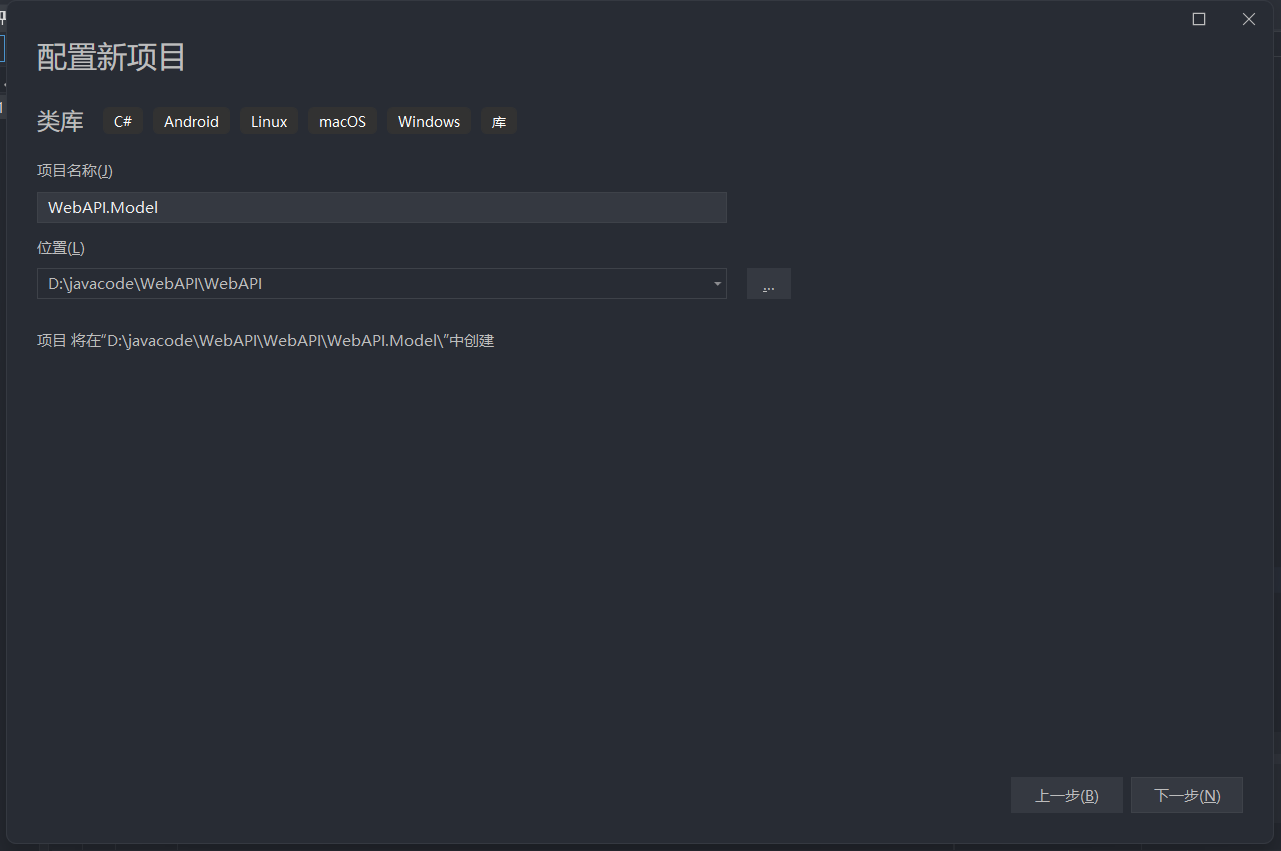 配置新项目
类库 C# Android Linux macOS Windows 库
项目名称(J)
WebAPI.Model
位置(L)
D:\javacode\WebAPI\WebAPI
...
项目 将在“D:\javacode\WebAPI\WebAPI\WebAPI.Model\”中创建
上一步(B) 下一步(N)